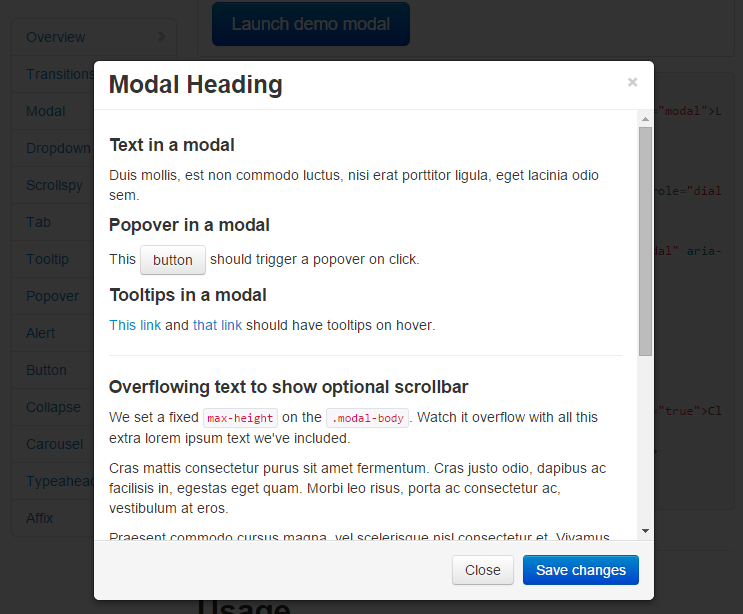 Overview
Launch demo modal
Transitions
Modal
Dropdown
Scrollspy
Tab
Tooltip
Popover
Alert
Button
Collapse
Carousel
Typeahead
Affix
Modal Heading
×
Text in a modal
Duis mollis, est non commodo luctus, nisi erat porttitor ligula, eget lacinia odio
sem.
Popover in a modal
This button should trigger a popover on click.
Tooltips in a modal
This link and that link should have tooltips on hover.
Overflowing text to show optional scrollbar
We set a fixed max-height on the .modal-body. Watch it overflow with all this
extra lorem ipsum text we've included.
Cras mattis consectetur purus sit amet fermentum. Cras justo odio, dapibus ac
facilisis in, egestas eget quam. Morbi leo risus, porta ac consectetur ac,
vestibulum at eros.
Praesent commodo cursus magna, vel scelerisque nisl consectetur et. Vivamus
Close
Save changes
="modal">L
role="dial
dal" aria-
="true">Cl
Usage